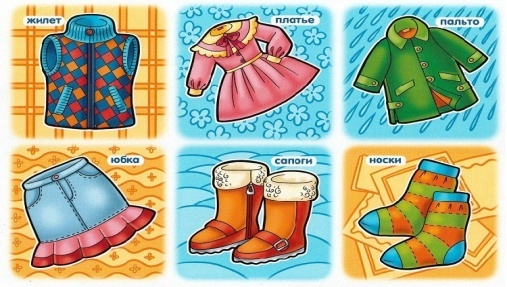 жилет
платье
пальто
юбка
сапоги
носки